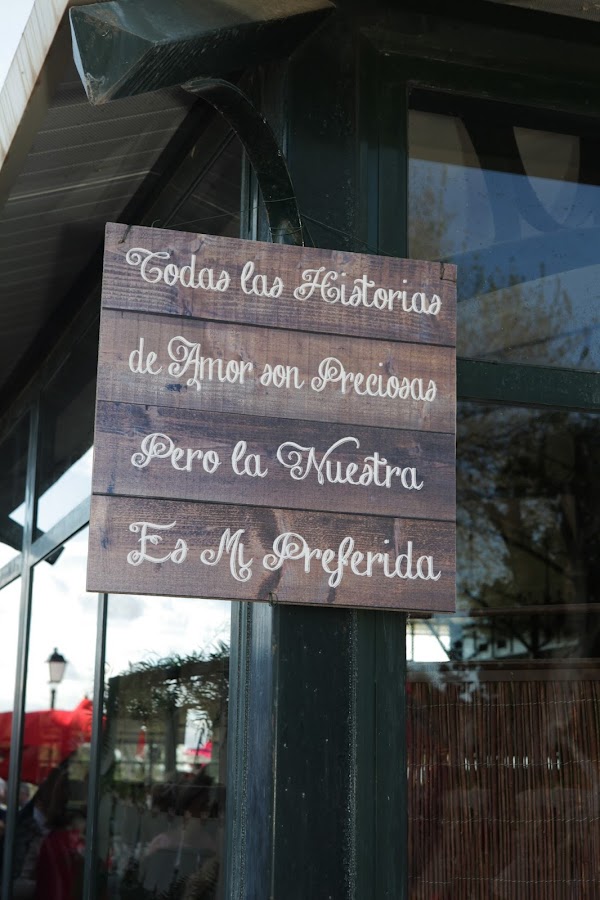 Todas las Historias
de Amor son Preciosas
Pero la Nuestra
Es Mi Preferida